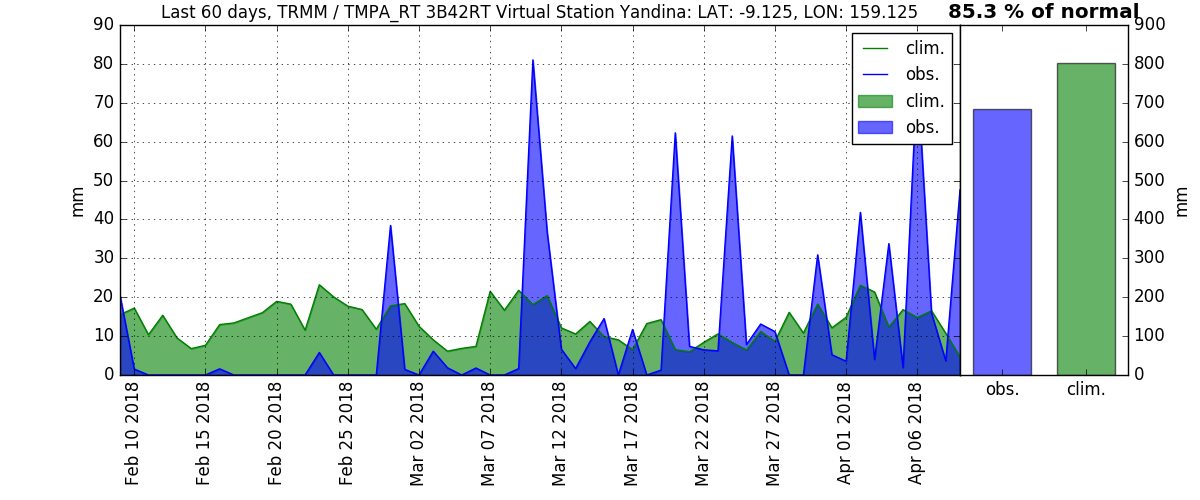 Last 60 days, TRMM / TMPA_RT 3B42RT Virtual Station Yandina: LAT: -9.125, LON: 159.125
85.3 % of normal
90
80
70
60
50
40
30
20
10
0
mm
clim.
obs.
clim.
obs.
900
800
700
600
500
400
300
200
100
0
mm
Feb 10 2018
Feb 15 2018
Feb 20 2018
Feb 25 2018
Mar 02 2018
Mar 07 2018
Mar 12 2018
Mar 17 2018
Mar 22 2018
Mar 27 2018
Apr 01 2018
Apr 06 2018
obs.
clim.